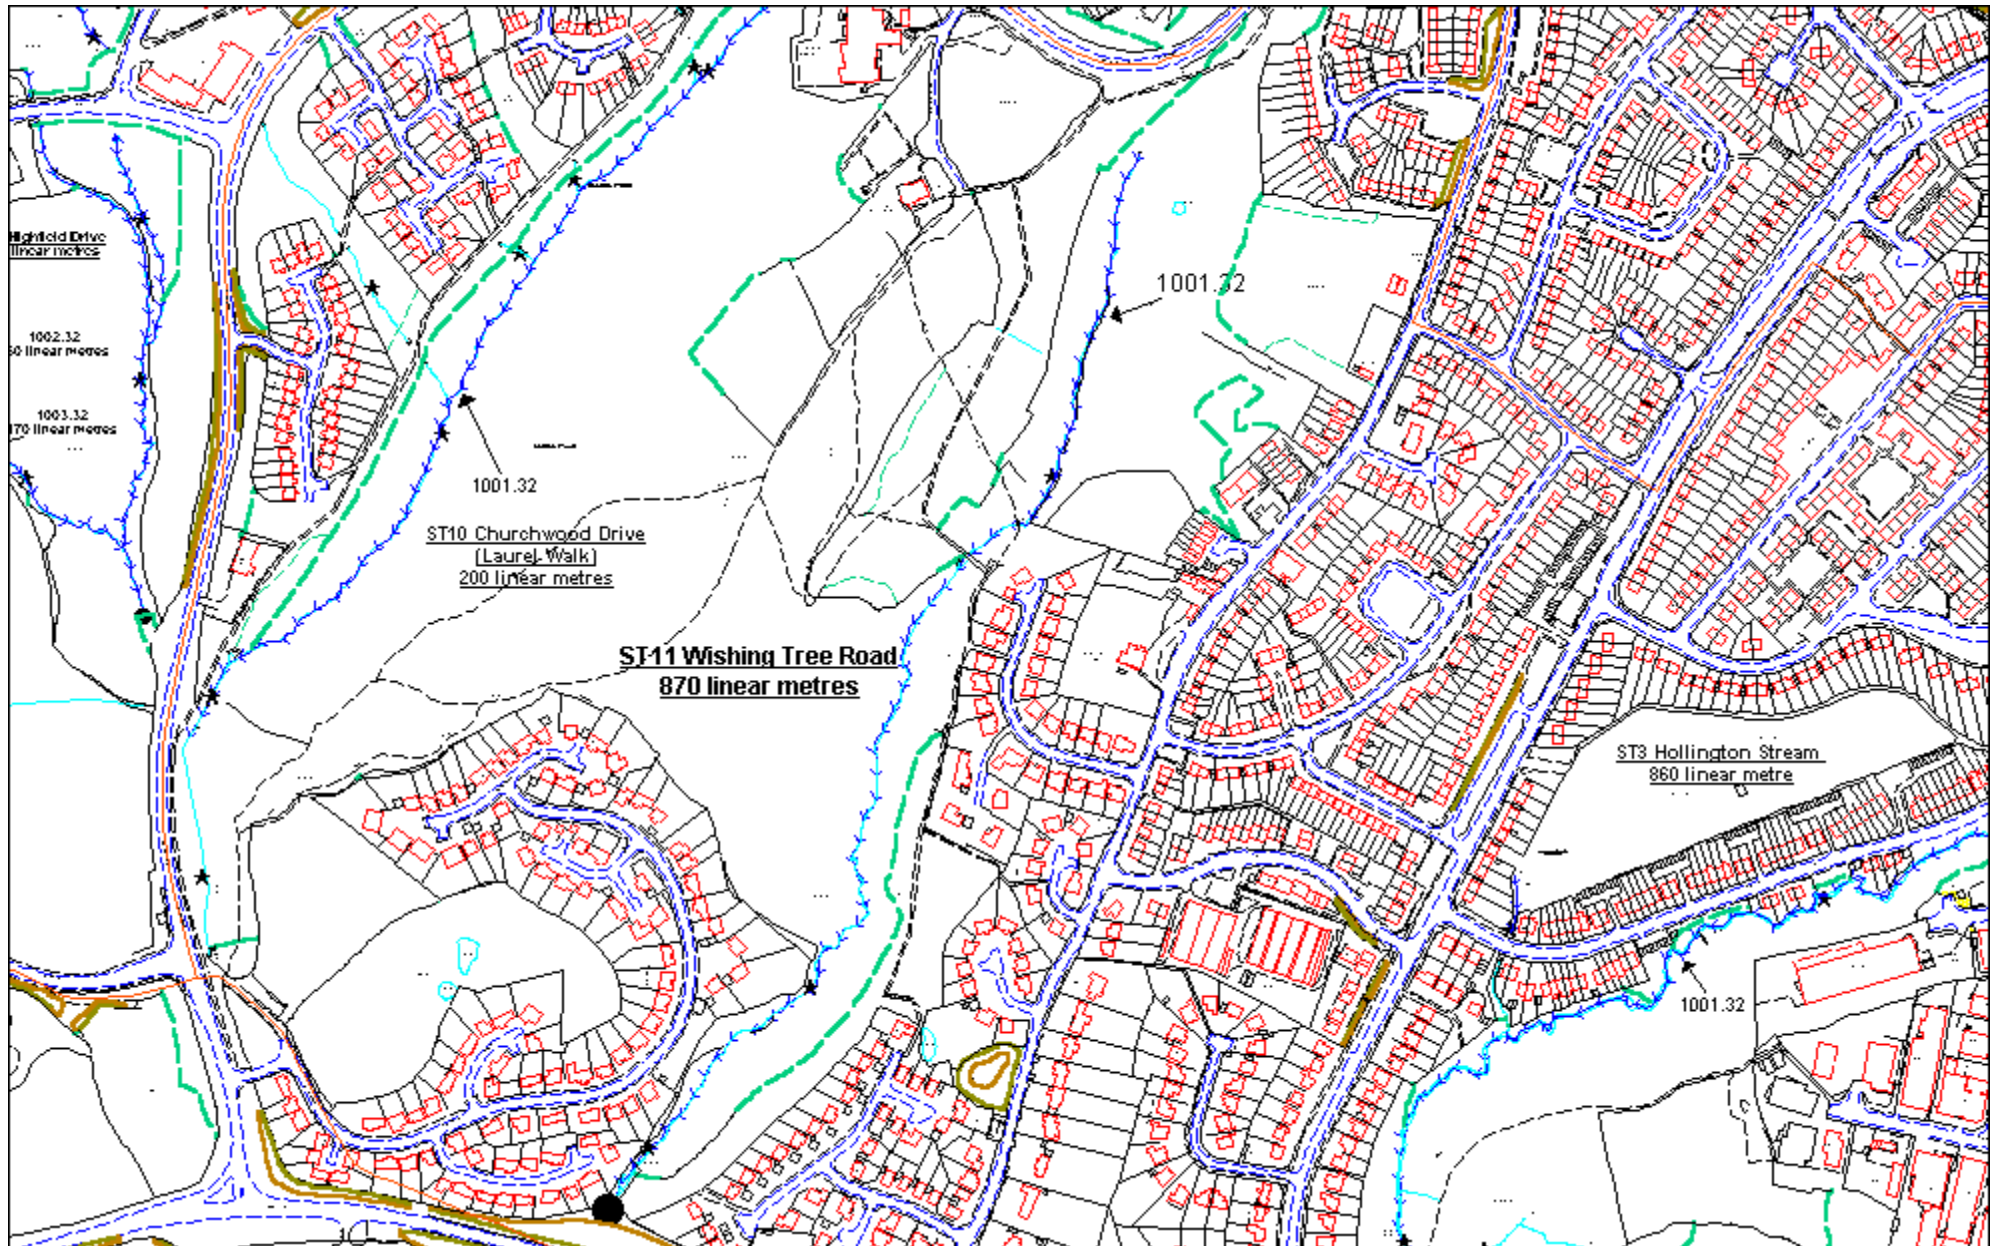 Highfield Drive
linear metres
1002.32
linear metres
1003.32
170 linear metres
1001.32
1001.32
ST10 Churchwood Drive
(Laurel Walk)
200 linear metres
ST11 Wishing Tree Road
870 linear metres
ST3 Hollington Stream
860 linear metre
1001.32